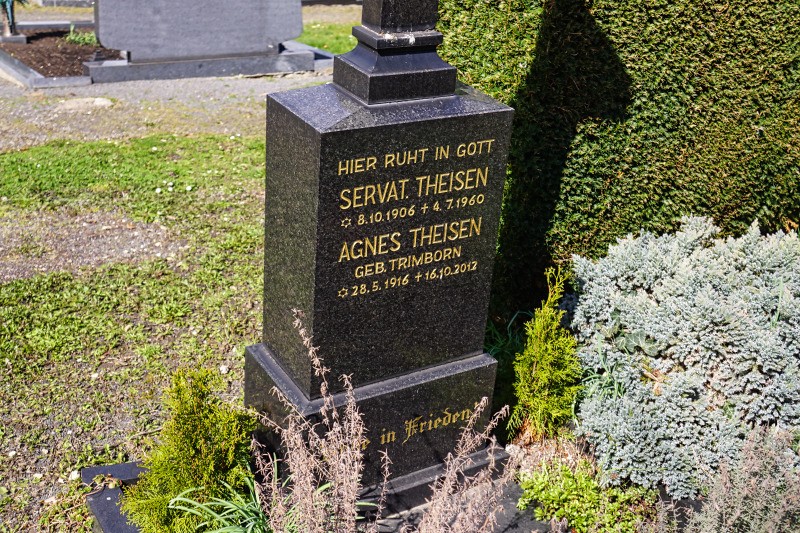 HIER RUHT IN GOTT
SERVAT. THEISEN
✡ 8.10.1906 + 4.7.1960
AGNES THEISEN
GEB. TRIMBORN
✡ 28.5.1916 + 16.10.2012
in Frieden